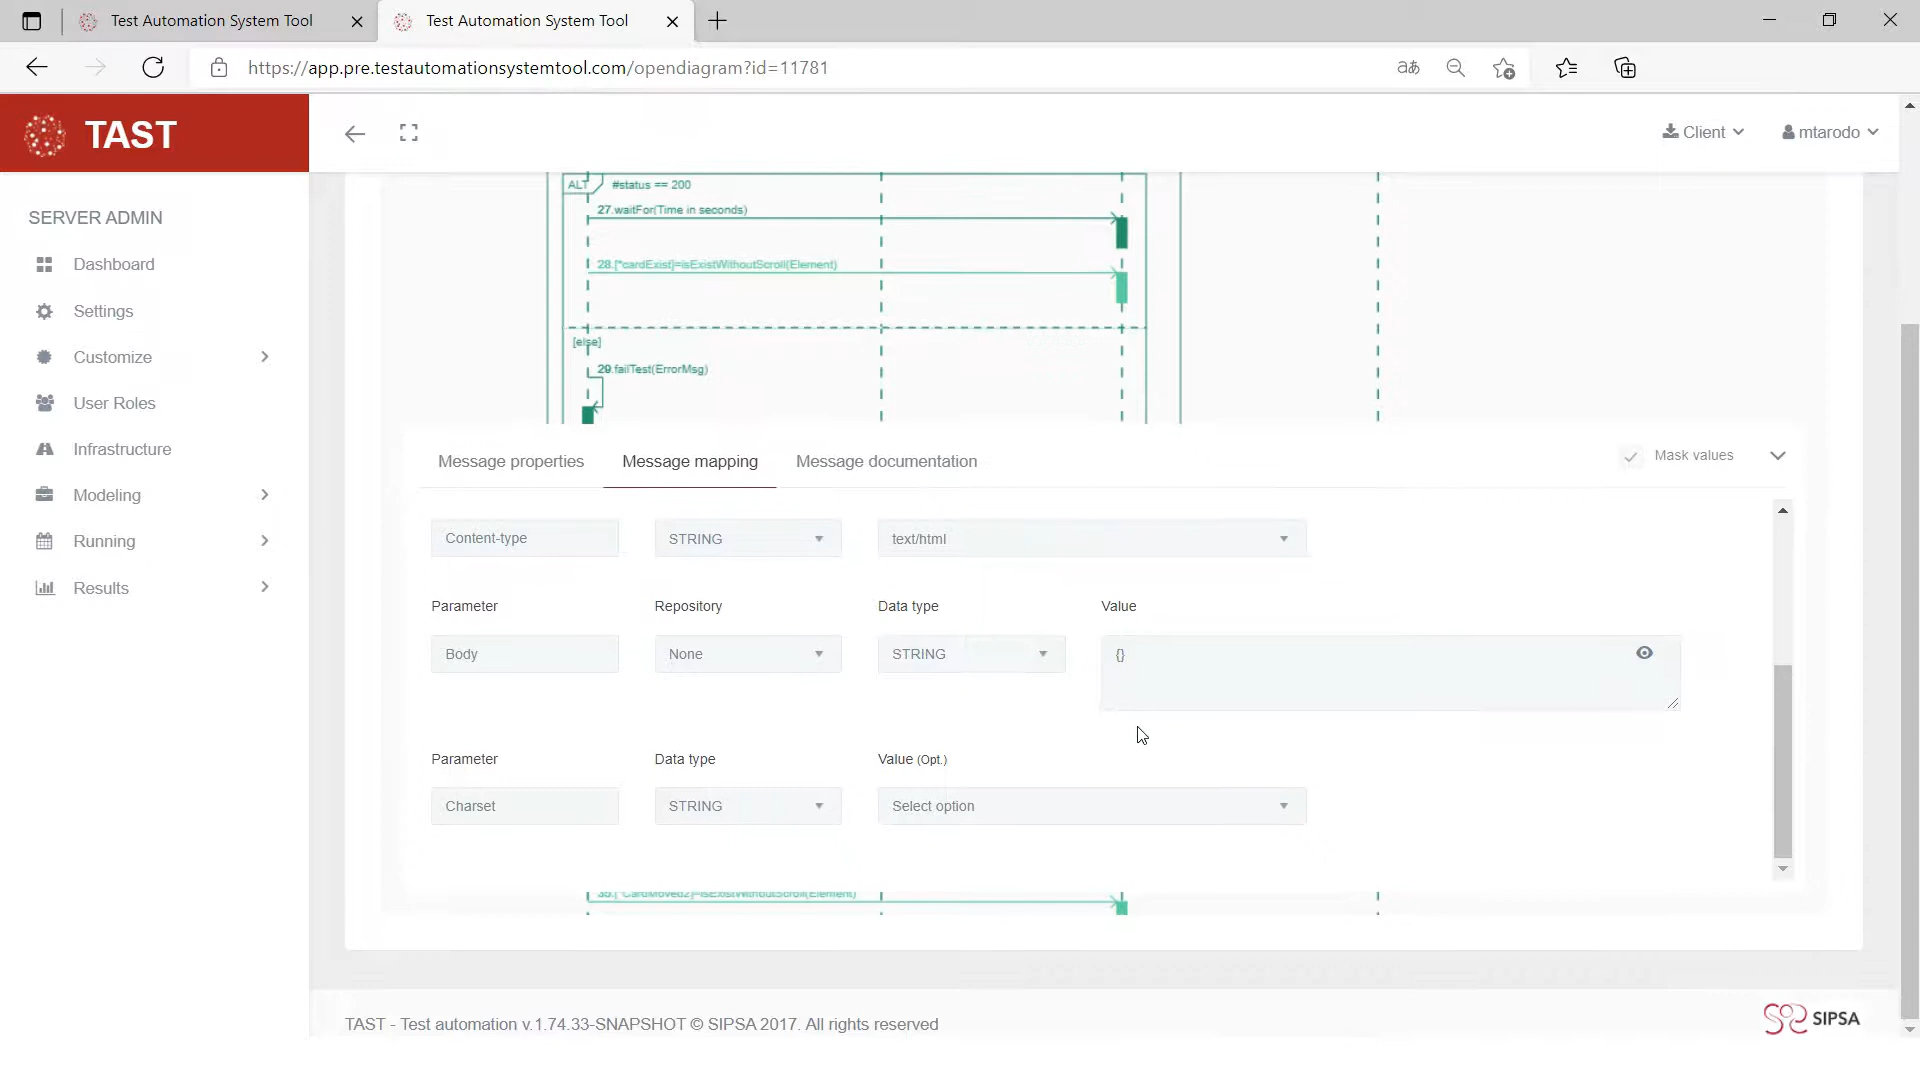 Test Automation System Tool
Test Automation System Tool
https://app.pre.testautomationsystemtool.com/opendiagram?id=11781
TAST
Client
mtarodo
SERVER ADMIN
Dashboard
Settings
Customize
User Roles
Infrastructure
Modeling
Running
Results
ALT #status == 200
27.waitFor(Time in seconds)
28.[*cardExist]=isExistWithoutScroll(Element)
[else]
29.failTest(ErrorMsg)
Message properties Message mapping Message documentation
Mask values
Content-type STRING text/html
Parameter Repository Data type Value
Body None STRING {}
Parameter Data type Value (Opt.)
Charset STRING Select option
35.[*CardMoved2]=isExistWithoutScroll(Element)
TAST - Test automation v.1.74.33-SNAPSHOT © SIPSA 2017. All rights reserved
SIPSA